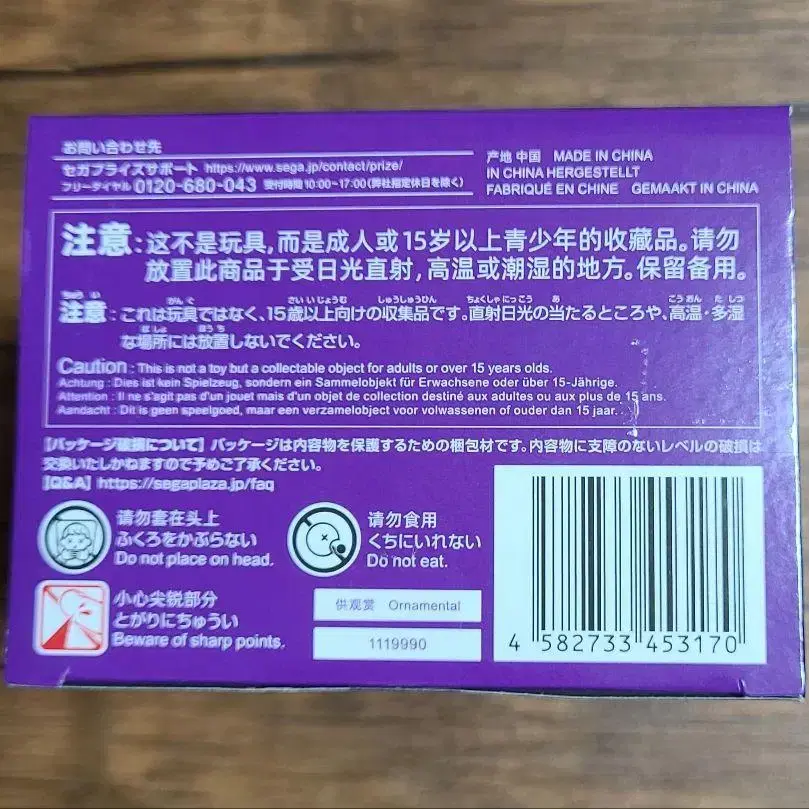 お問い合わせ先
セガプライズサポート https://www.sega.jp/contact/prize/
フリーダイヤル 0120-680-043 受付時間 10:00~17:00(弊社指定休日を除く)
产地 中国 MADE IN CHINA
IN CHINA HERGESTELLT
FABRIQUÉ EN CHINE GEMAAKT IN CHINA
注意:这不是玩具,而是成人或15岁以上青少年的收藏品。请勿
放置此商品于受日光直射,高温或潮湿的地方。保留备用。
注意:これは玩具ではなく、15歳以上向けの収集品です。直射日光の当たるところや、高温・多湿
な場所には放置しないでください。
Caution : This is not a toy but a collectable object for adults or over 15 years olds.
Achtung : Dies ist kein Spielzeug, sondern ein Sammelobjekt für Erwachsene oder über 15-Jährige.
Attention : Il ne s'agit pas d'un jouet mais d'un objet de collection destiné aux adultes ou aux plus de 15 ans.
Aandacht : Dit is geen speelgoed, maar een verzamelobject voor volwassenen of ouder dan 15 jaar.
【パッケージ破損について】パッケージは内容物を保護するための梱包材です。内容物に支障のないレベルの破損は
交換いたしかねますので予めご了承ください。
【Q&A】https://segaplaza.jp/faq
请勿套在头上
ふくろをかぶらない
Do not place on head.
请勿食用
くちにいれない
Do not eat.
小心尖锐部分
とがりにちゅうい
Beware of sharp points.
供观赏 Ornamental
1119990
4 582733 453170